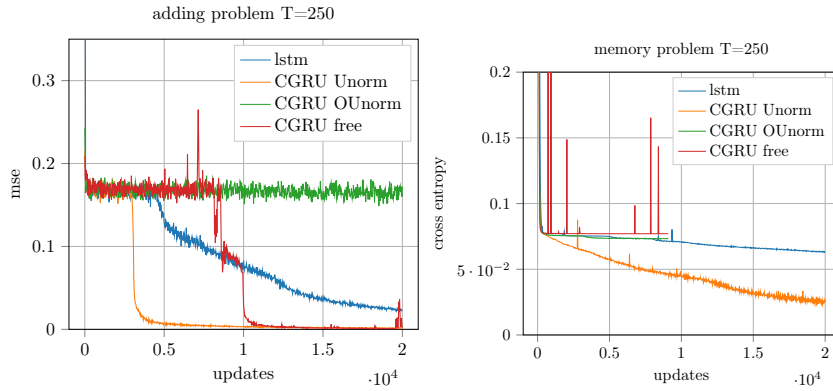 adding problem T=250
mse
0.3
0.2
0.1
0
lstm
CGRU Unorm
CGRU OUnorm
CGRU free
0
0.5
1
1.5
2
·10⁴
updates
memory problem T=250
cross entropy
0.2
0.15
0.1
5 · 10⁻²
0
lstm
CGRU Unorm
CGRU OUnorm
CGRU free
0
0.5
1
1.5
2
·10⁴
updates